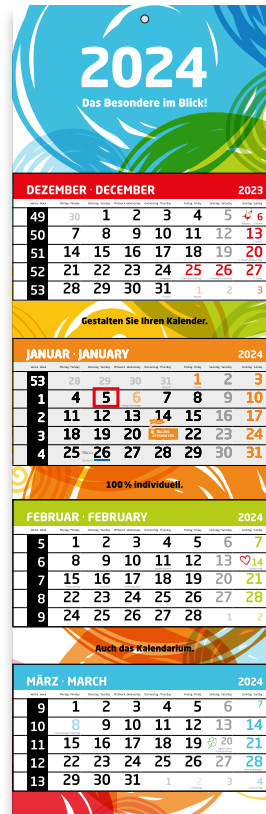 2024
Das Besondere im Blick!
DEZEMBER · DECEMBER 2023
49 30 1 2 3 4 5 6
50 7 8 9 10 11 12 13
51 14 15 16 17 18 19 20
52 21 22 23 24 25 26 27
53 28 29 30 31 1 2 3
Gestalten Sie Ihren Kalender.
JANUAR · JANUARY 2024
53 28 29 30 31 1 2 3
1 4 5 6 7 8 9 10
2 11 12 13 14 15 16 17
3 18 19 20 21 22 23 24
4 25 26 27 28 29 30 31
100 % individuell.
FEBRUAR · FEBRUARY 2024
5 1 2 3 4 5 6 7
6 8 9 10 11 12 13 14
7 15 16 17 18 19 20 21
8 22 23 24 25 26 27 28
9 24 25 26 27 28 1 2
Auch das Kalendarium.
MÄRZ · MARCH 2024
9 1 2 3 4 5 6 7
10 8 9 10 11 12 13 14
11 15 16 17 18 19 20 21
12 22 23 24 25 26 27 28
13 29 30 31 1 2 3 4